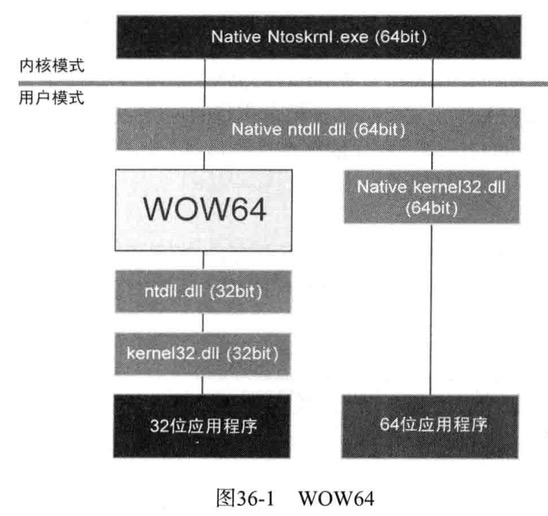 Native Ntoskrnl.exe (64bit)
内核模式
用户模式
Native ntdll.dll (64bit)
WOW64
Native kernel32.dll
(64bit)
ntdll.dll (32bit)
kernel32.dll (32bit)
32位应用程序
64位应用程序
图36-1 WOW64